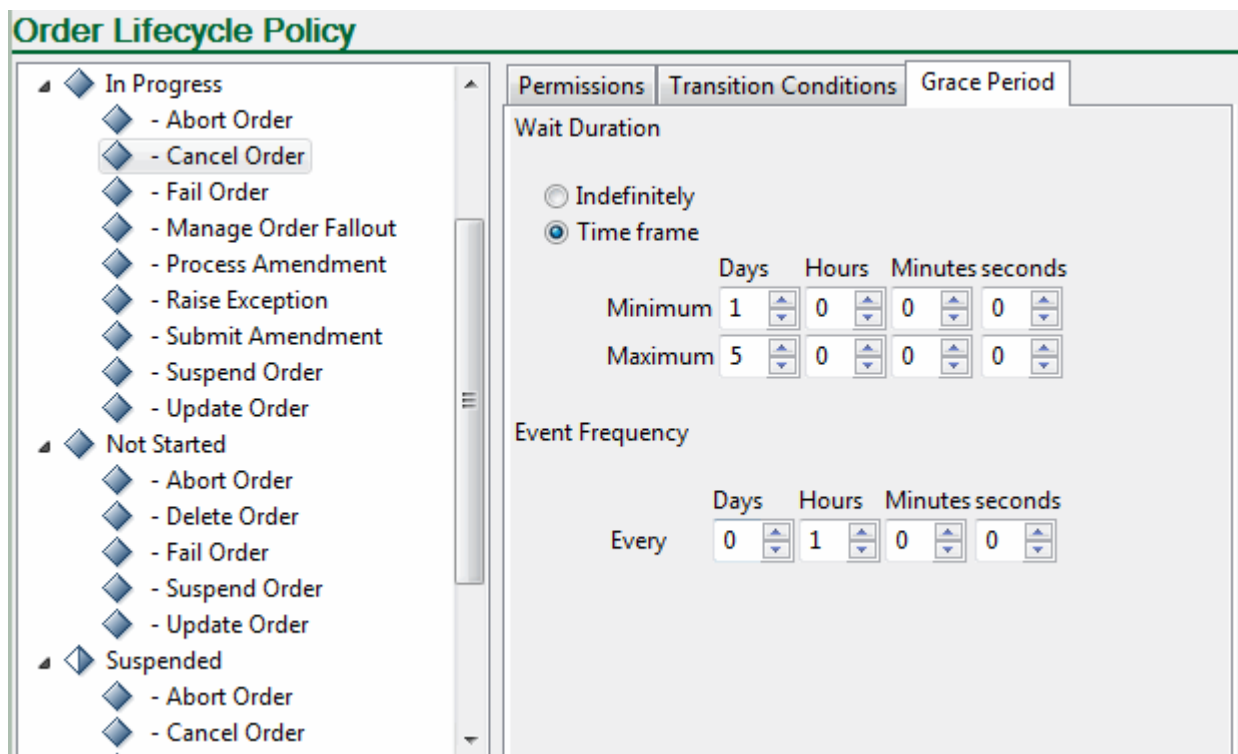 Order Lifecycle Policy
In Progress
- Abort Order
- Cancel Order
- Fail Order
- Manage Order Fallout
- Process Amendment
- Raise Exception
- Submit Amendment
- Suspend Order
- Update Order
Not Started
- Abort Order
- Delete Order
- Fail Order
- Suspend Order
- Update Order
Suspended
- Abort Order
- Cancel Order
Permissions Transition Conditions Grace Period
Wait Duration
Indefinitely
Time frame
Days Hours Minutes seconds
Minimum 1 0 0 0
Maximum 5 0 0 0
Event Frequency
Days Hours Minutes seconds
Every 0 1 0 0